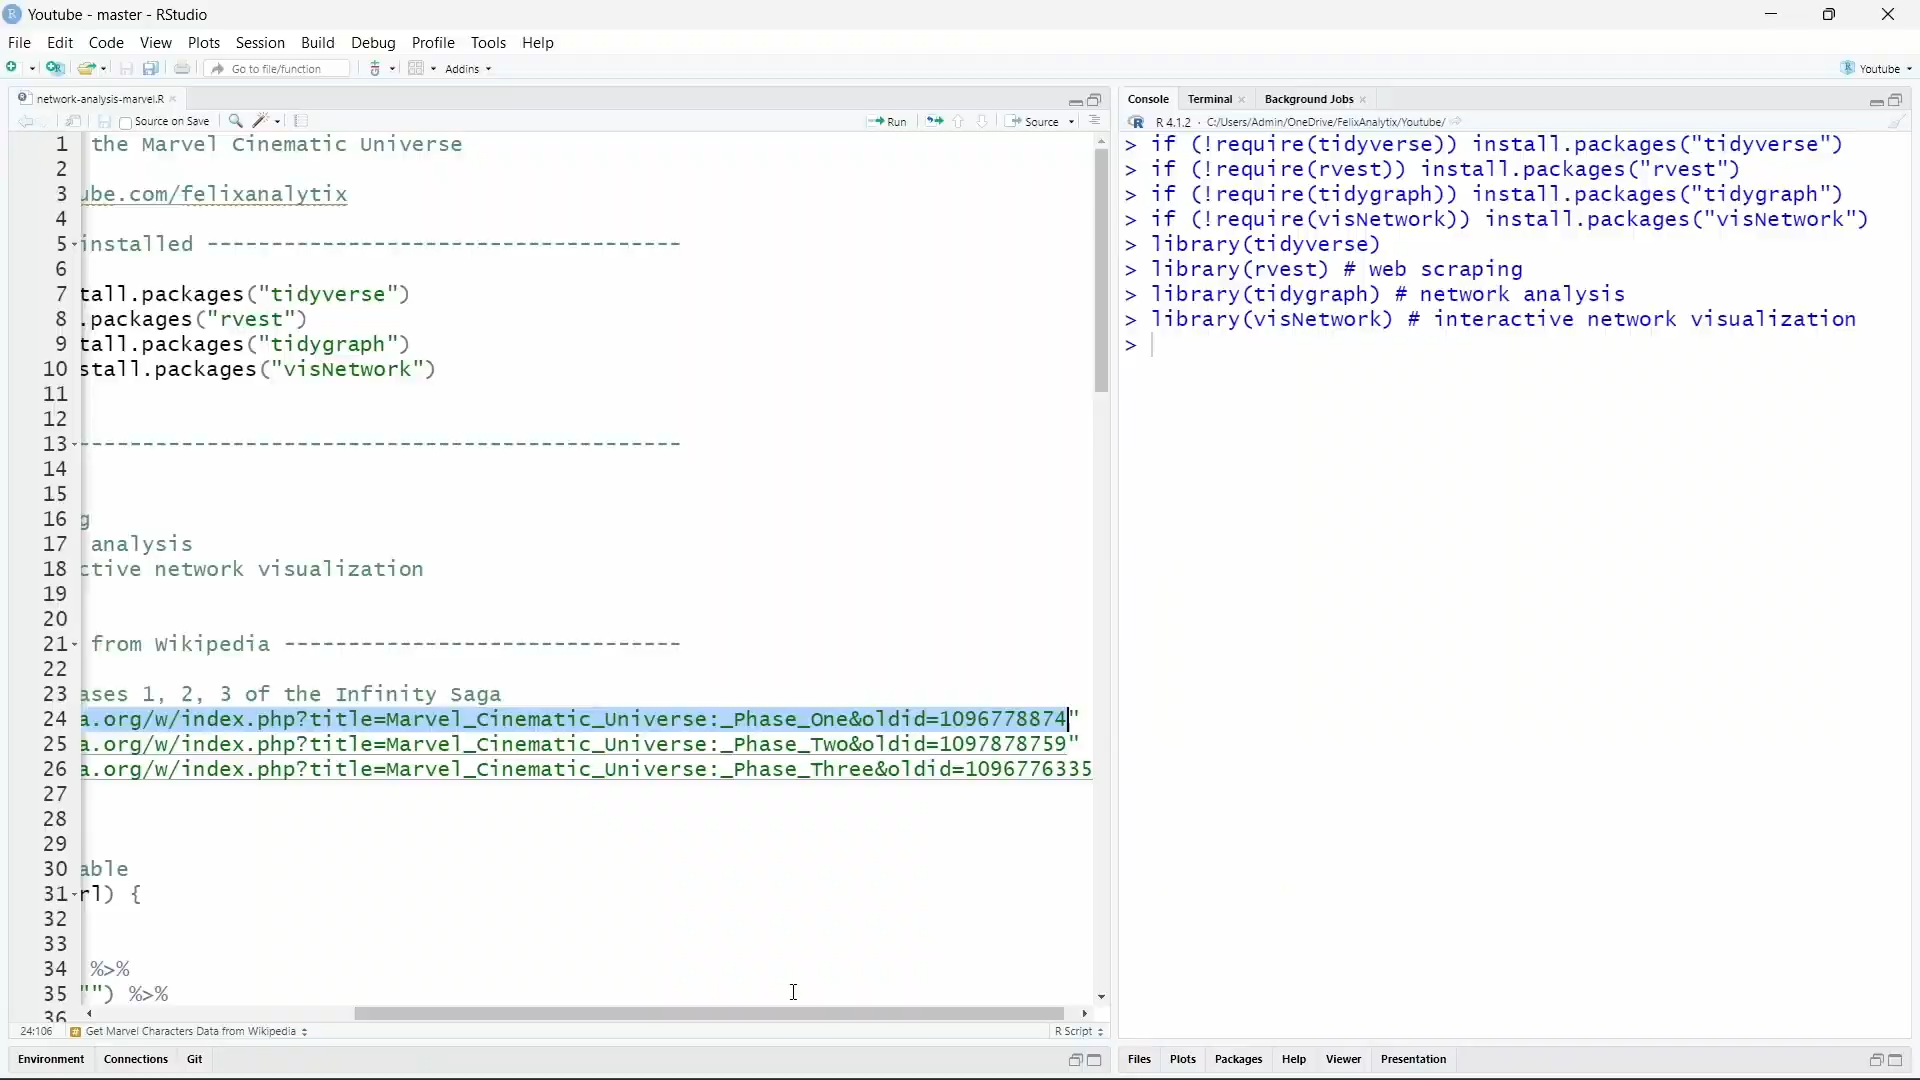 Youtube - master - RStudio
File Edit Code View Plots Session Build Debug Profile Tools Help
Go to file/function Addins Youtube
network-analysis-marvel.R
Source on Save Run Source
1 the Marvel Cinematic Universe
2
3 ube.com/felixanalytix
4
5 installed -------------------------------------
6
7 tall.packages("tidyverse")
8 .packages("rvest")
9 tall.packages("tidygraph")
10 stall.packages("visNetwork")
11
12
13 -----------------------------------------------
14
15
16 g
17 analysis
18 ctive network visualization
19
20
21 from Wikipedia -------------------------------
22
23 ases 1, 2, 3 of the Infinity Saga
24 a.org/w/index.php?title=Marvel_Cinematic_Universe:_Phase_One&oldid=1096778874"
25 a.org/w/index.php?title=Marvel_Cinematic_Universe:_Phase_Two&oldid=1097878759"
26 a.org/w/index.php?title=Marvel_Cinematic_Universe:_Phase_Three&oldid=1096776335
27
28
29
30 able
31 rl) {
32
33
34 %>%
35 "") %>%
36
24:106 # Get Marvel Characters Data from Wikipedia R Script
Environment Connections Git
Console Terminal Background Jobs
R 4.1.2 · C:/Users/Admin/OneDrive/FelixAnalytix/Youtube/
> if (!require(tidyverse)) install.packages("tidyverse")
> if (!require(rvest)) install.packages("rvest")
> if (!require(tidygraph)) install.packages("tidygraph")
> if (!require(visNetwork)) install.packages("visNetwork")
> library(tidyverse)
> library(rvest) # web scraping
> library(tidygraph) # network analysis
> library(visNetwork) # interactive network visualization
>
Files Plots Packages Help Viewer Presentation